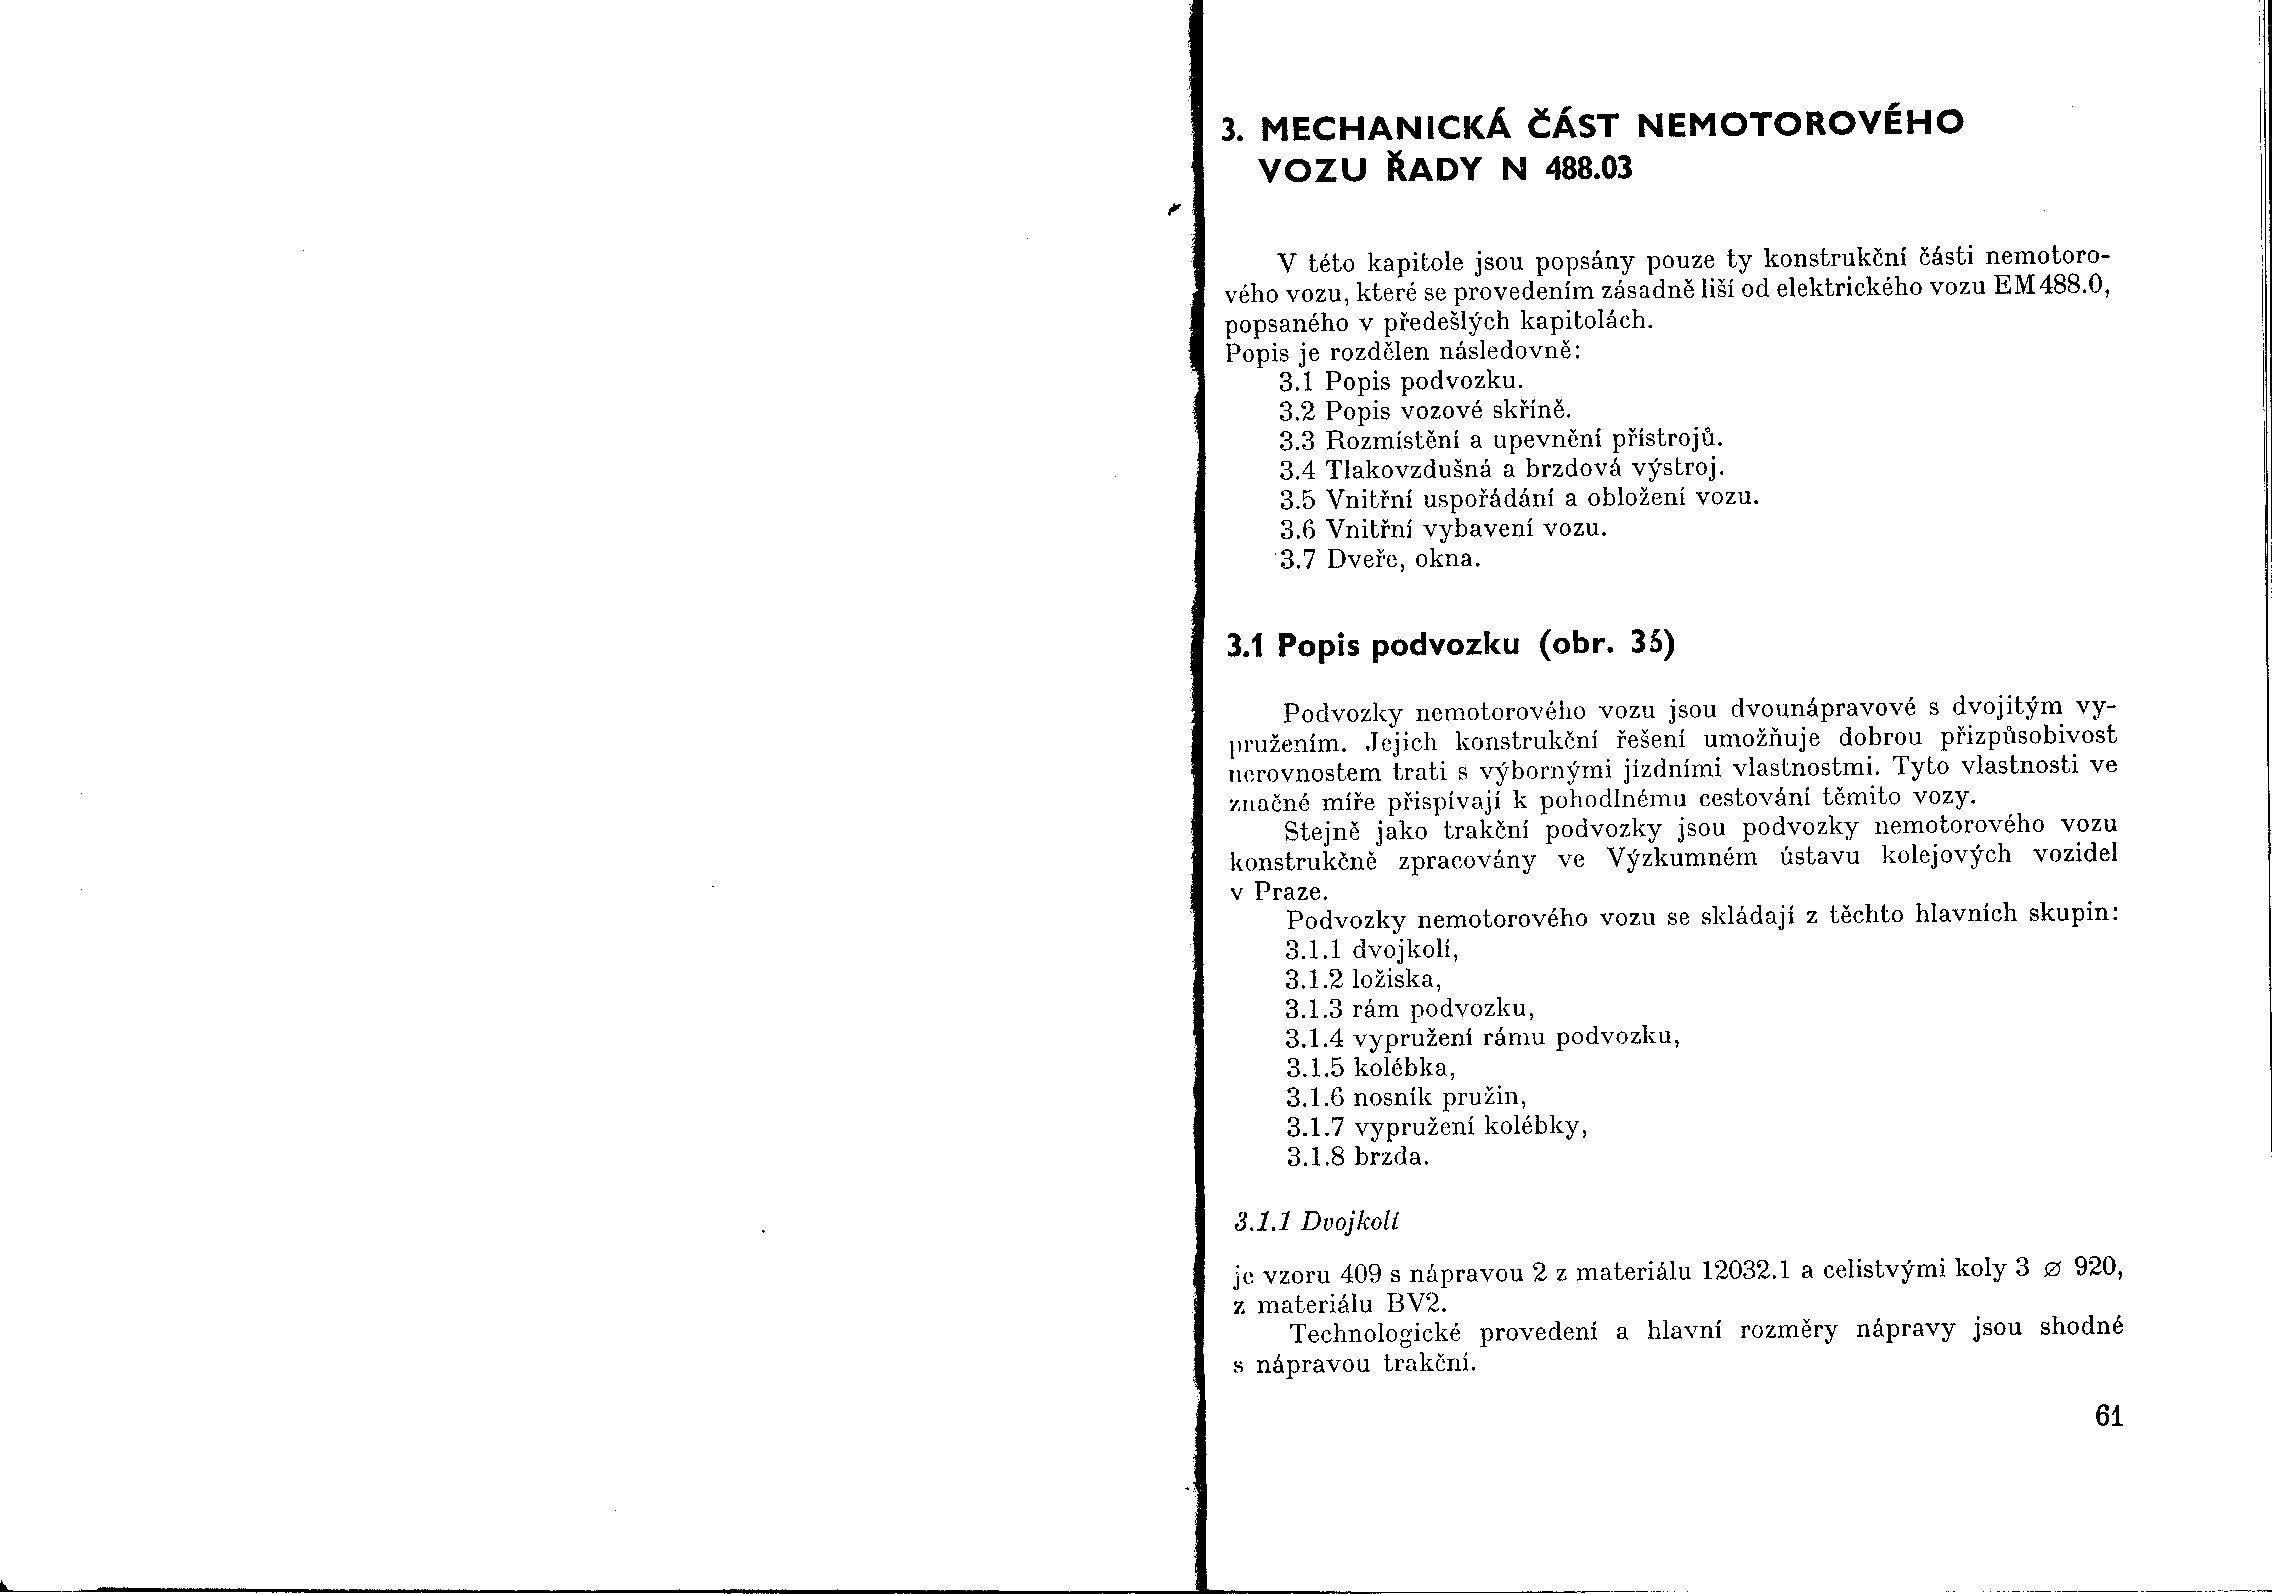 3. MECHANICKÁ ČÁST NEMOTOROVÉHO
VOZU ŘADY N 488.03
V této kapitole jsou popsány pouze ty konstrukční části nemotoro-
vého vozu, které se provedením zásadně liší od elektrického vozu EM 488.0,
popsaného v předešlých kapitolách.
Popis je rozdělen následovně:
3.1 Popis podvozku.
3.2 Popis vozové skříně.
3.3 Rozmístění a upevnění přístrojů.
3.4 Tlakovzdušná a brzdová výstroj.
3.5 Vnitřní uspořádání a obložení vozu.
3.6 Vnitřní vybavení vozu.
3.7 Dveře, okna.
3.1 Popis podvozku (obr. 35)
Podvozky nemotorového vozu jsou dvounápravové s dvojitým vy-
pružením. Jejich konstrukční řešení umožňuje dobrou přizpůsobivost
nerovnostem trati s výbornými jízdními vlastnostmi. Tyto vlastnosti ve
značné míře přispívají k pohodlnému cestování těmito vozy.
Stejně jako trakční podvozky jsou podvozky nemotorového vozu
konstrukčně zpracovány ve Výzkumném ústavu kolejových vozidel
v Praze.
Podvozky nemotorového vozu se skládají z těchto hlavních skupin:
3.1.1 dvojkolí,
3.1.2 ložiska,
3.1.3 rám podvozku,
3.1.4 vypružení rámu podvozku,
3.1.5 kolébka,
3.1.6 nosník pružin,
3.1.7 vypružení kolébky,
3.1.8 brzda.
3.1.1 Dvojkolí
je vzoru 409 s nápravou 2 z materiálu 12032.1 a celistvými koly 3 ⌀ 920,
z materiálu BV2.
Technologické provedení a hlavní rozměry nápravy jsou shodné
s nápravou trakční.
61